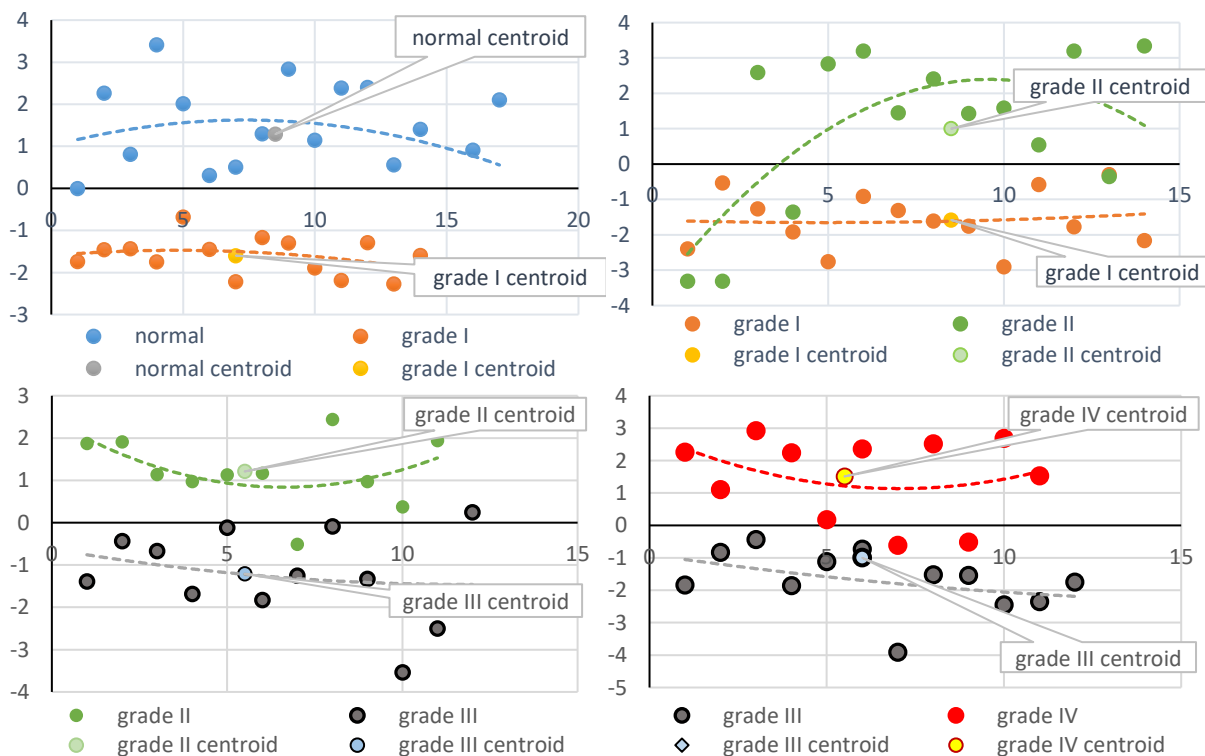 4
3
2
1
0
-1
-2
-3
0
5
10
15
20
normal centroid
grade I centroid
normal
grade I
normal centroid
grade I centroid
4
3
2
1
0
-1
-2
-3
-4
0
5
10
15
grade II centroid
grade I centroid
grade I
grade II
grade I centroid
grade II centroid
3
2
1
0
-1
-2
-3
-4
0
5
10
15
grade II centroid
grade III centroid
grade II
grade III
grade II centroid
grade III centroid
4
3
2
1
0
-1
-2
-3
-4
-5
0
5
10
15
grade IV centroid
grade III centroid
grade III
grade IV
grade III centroid
grade IV centroid